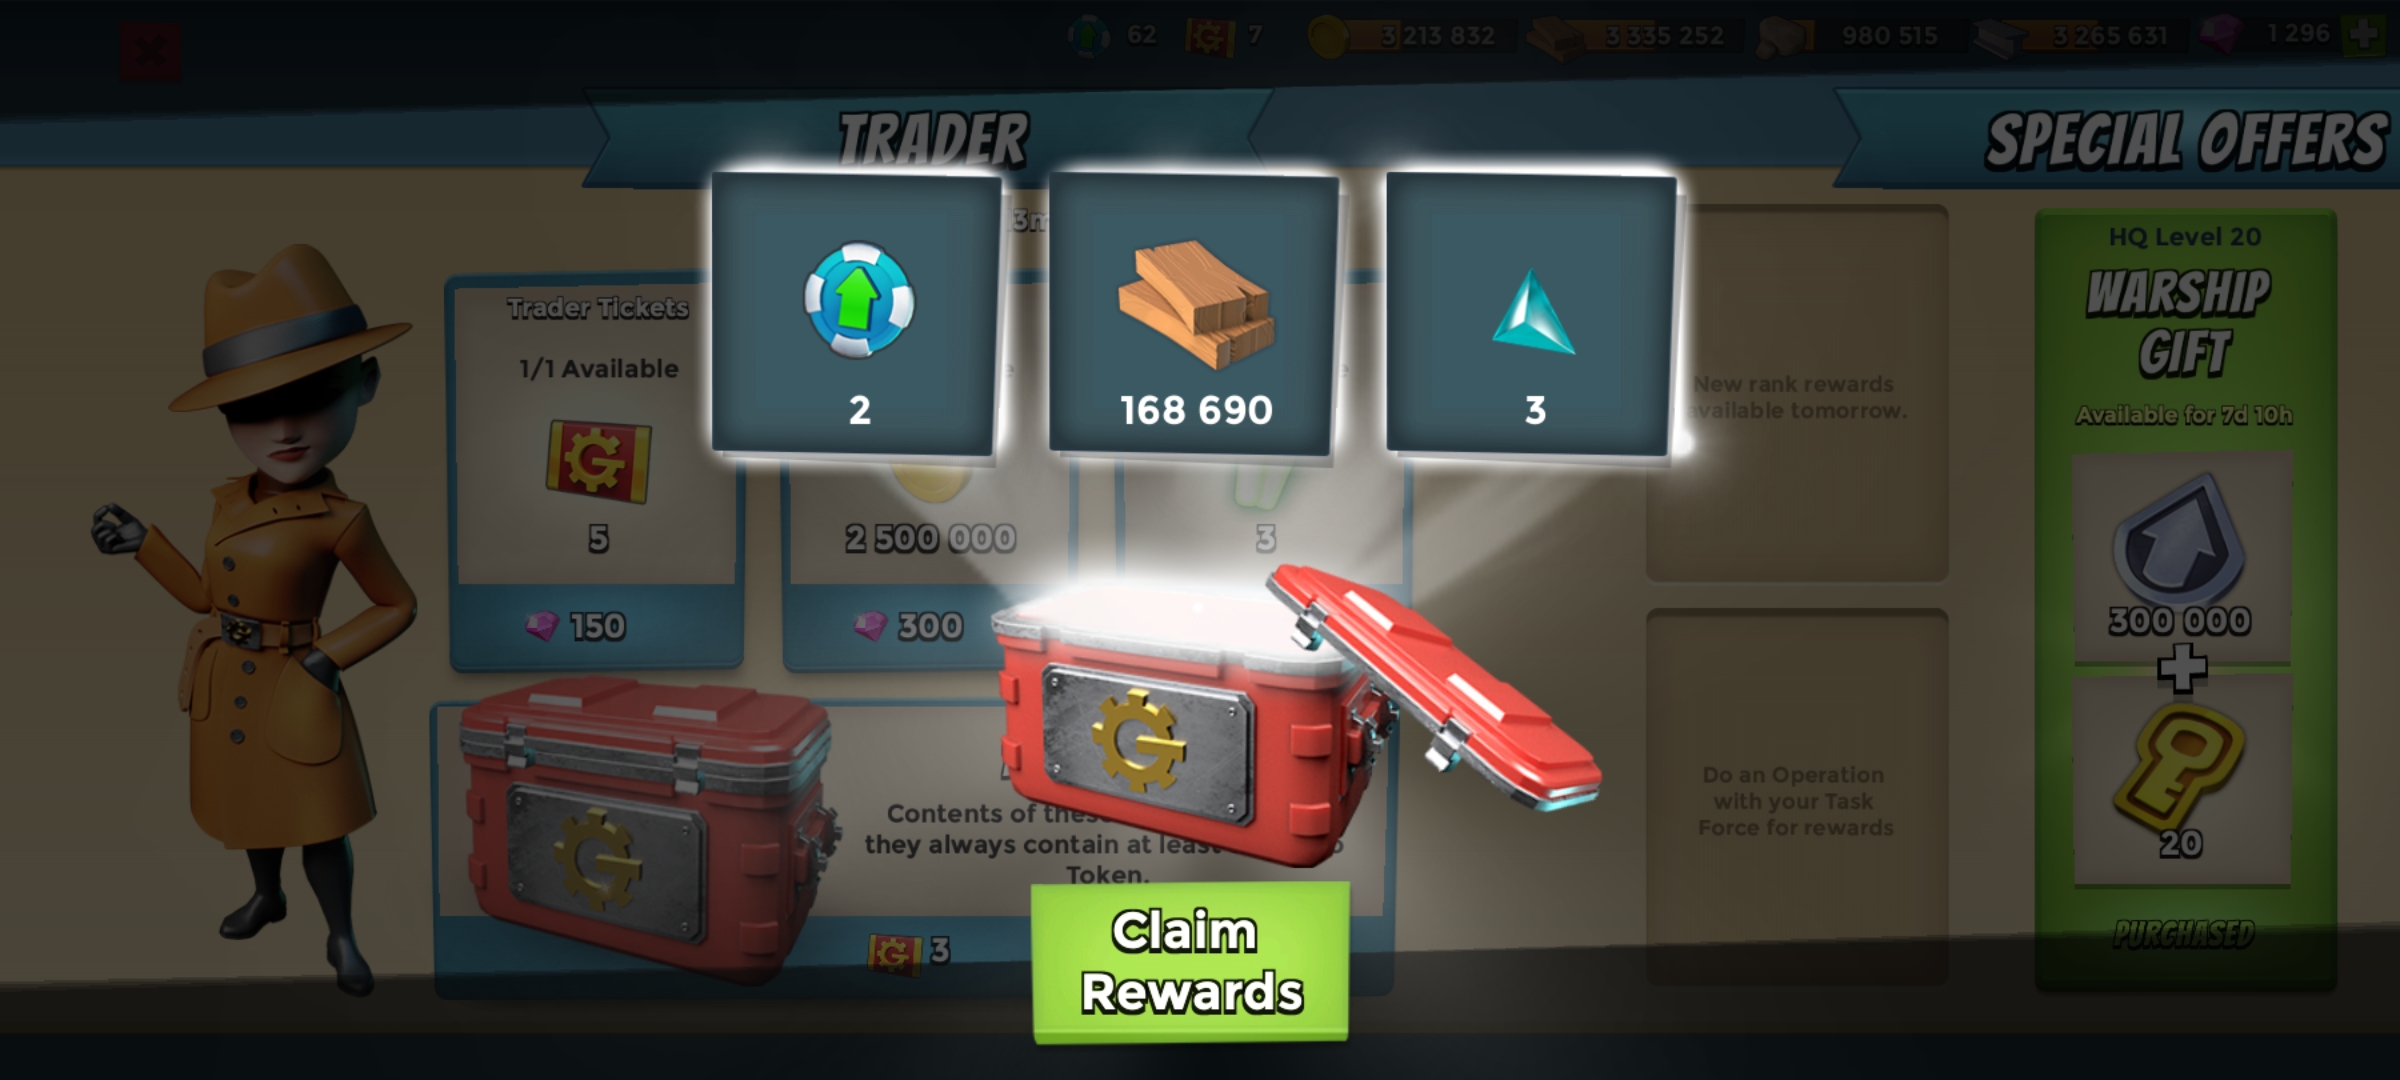 62
7
3 213 832
3 335 252
980 515
3 265 631
1 296
TRADER
SPECIAL OFFERS
3m
Trader Tickets
1/1 Available
5
150
2 500 000
300
3
2
168 690
3
New rank rewards
available tomorrow.
Do an Operation
with your Task
Force for rewards
HQ Level 20
WARSHIP
GIFT
Available for 7d 10h
300 000
20
PURCHASED
Contents of these
they always contain at least
Token.
3
Claim
Rewards